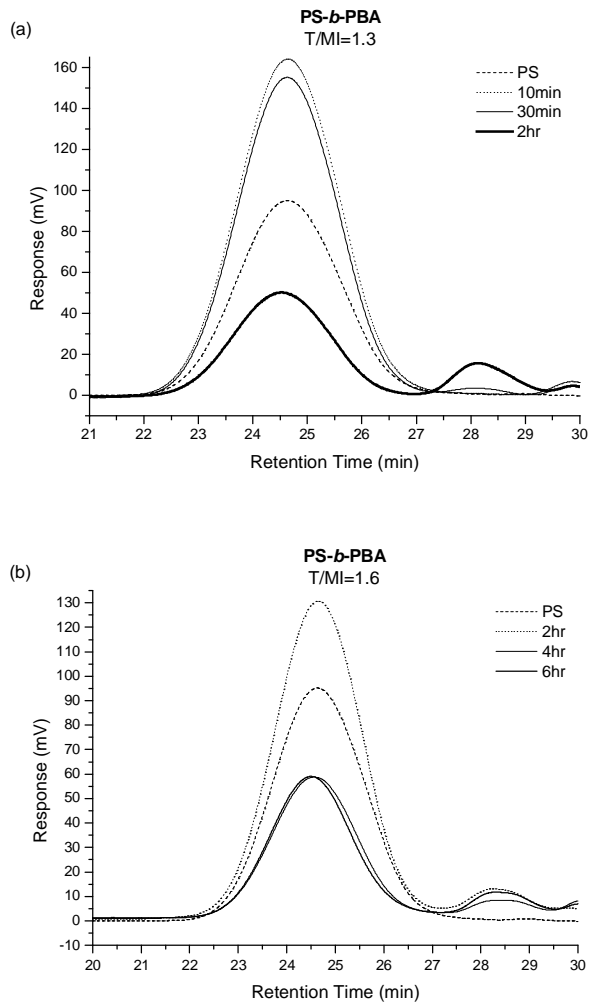 (a)
PS-b-PBA
T/MI=1.3
PS
10min
30min
2hr
160
140
120
100
80
60
40
20
0
Response (mV)
21 22 23 24 25 26 27 28 29 30
Retention Time (min)
(b)
PS-b-PBA
T/MI=1.6
PS
2hr
4hr
6hr
130
120
110
100
90
80
70
60
50
40
30
20
10
0
-10
Response (mV)
20 21 22 23 24 25 26 27 28 29 30
Retention Time (min)